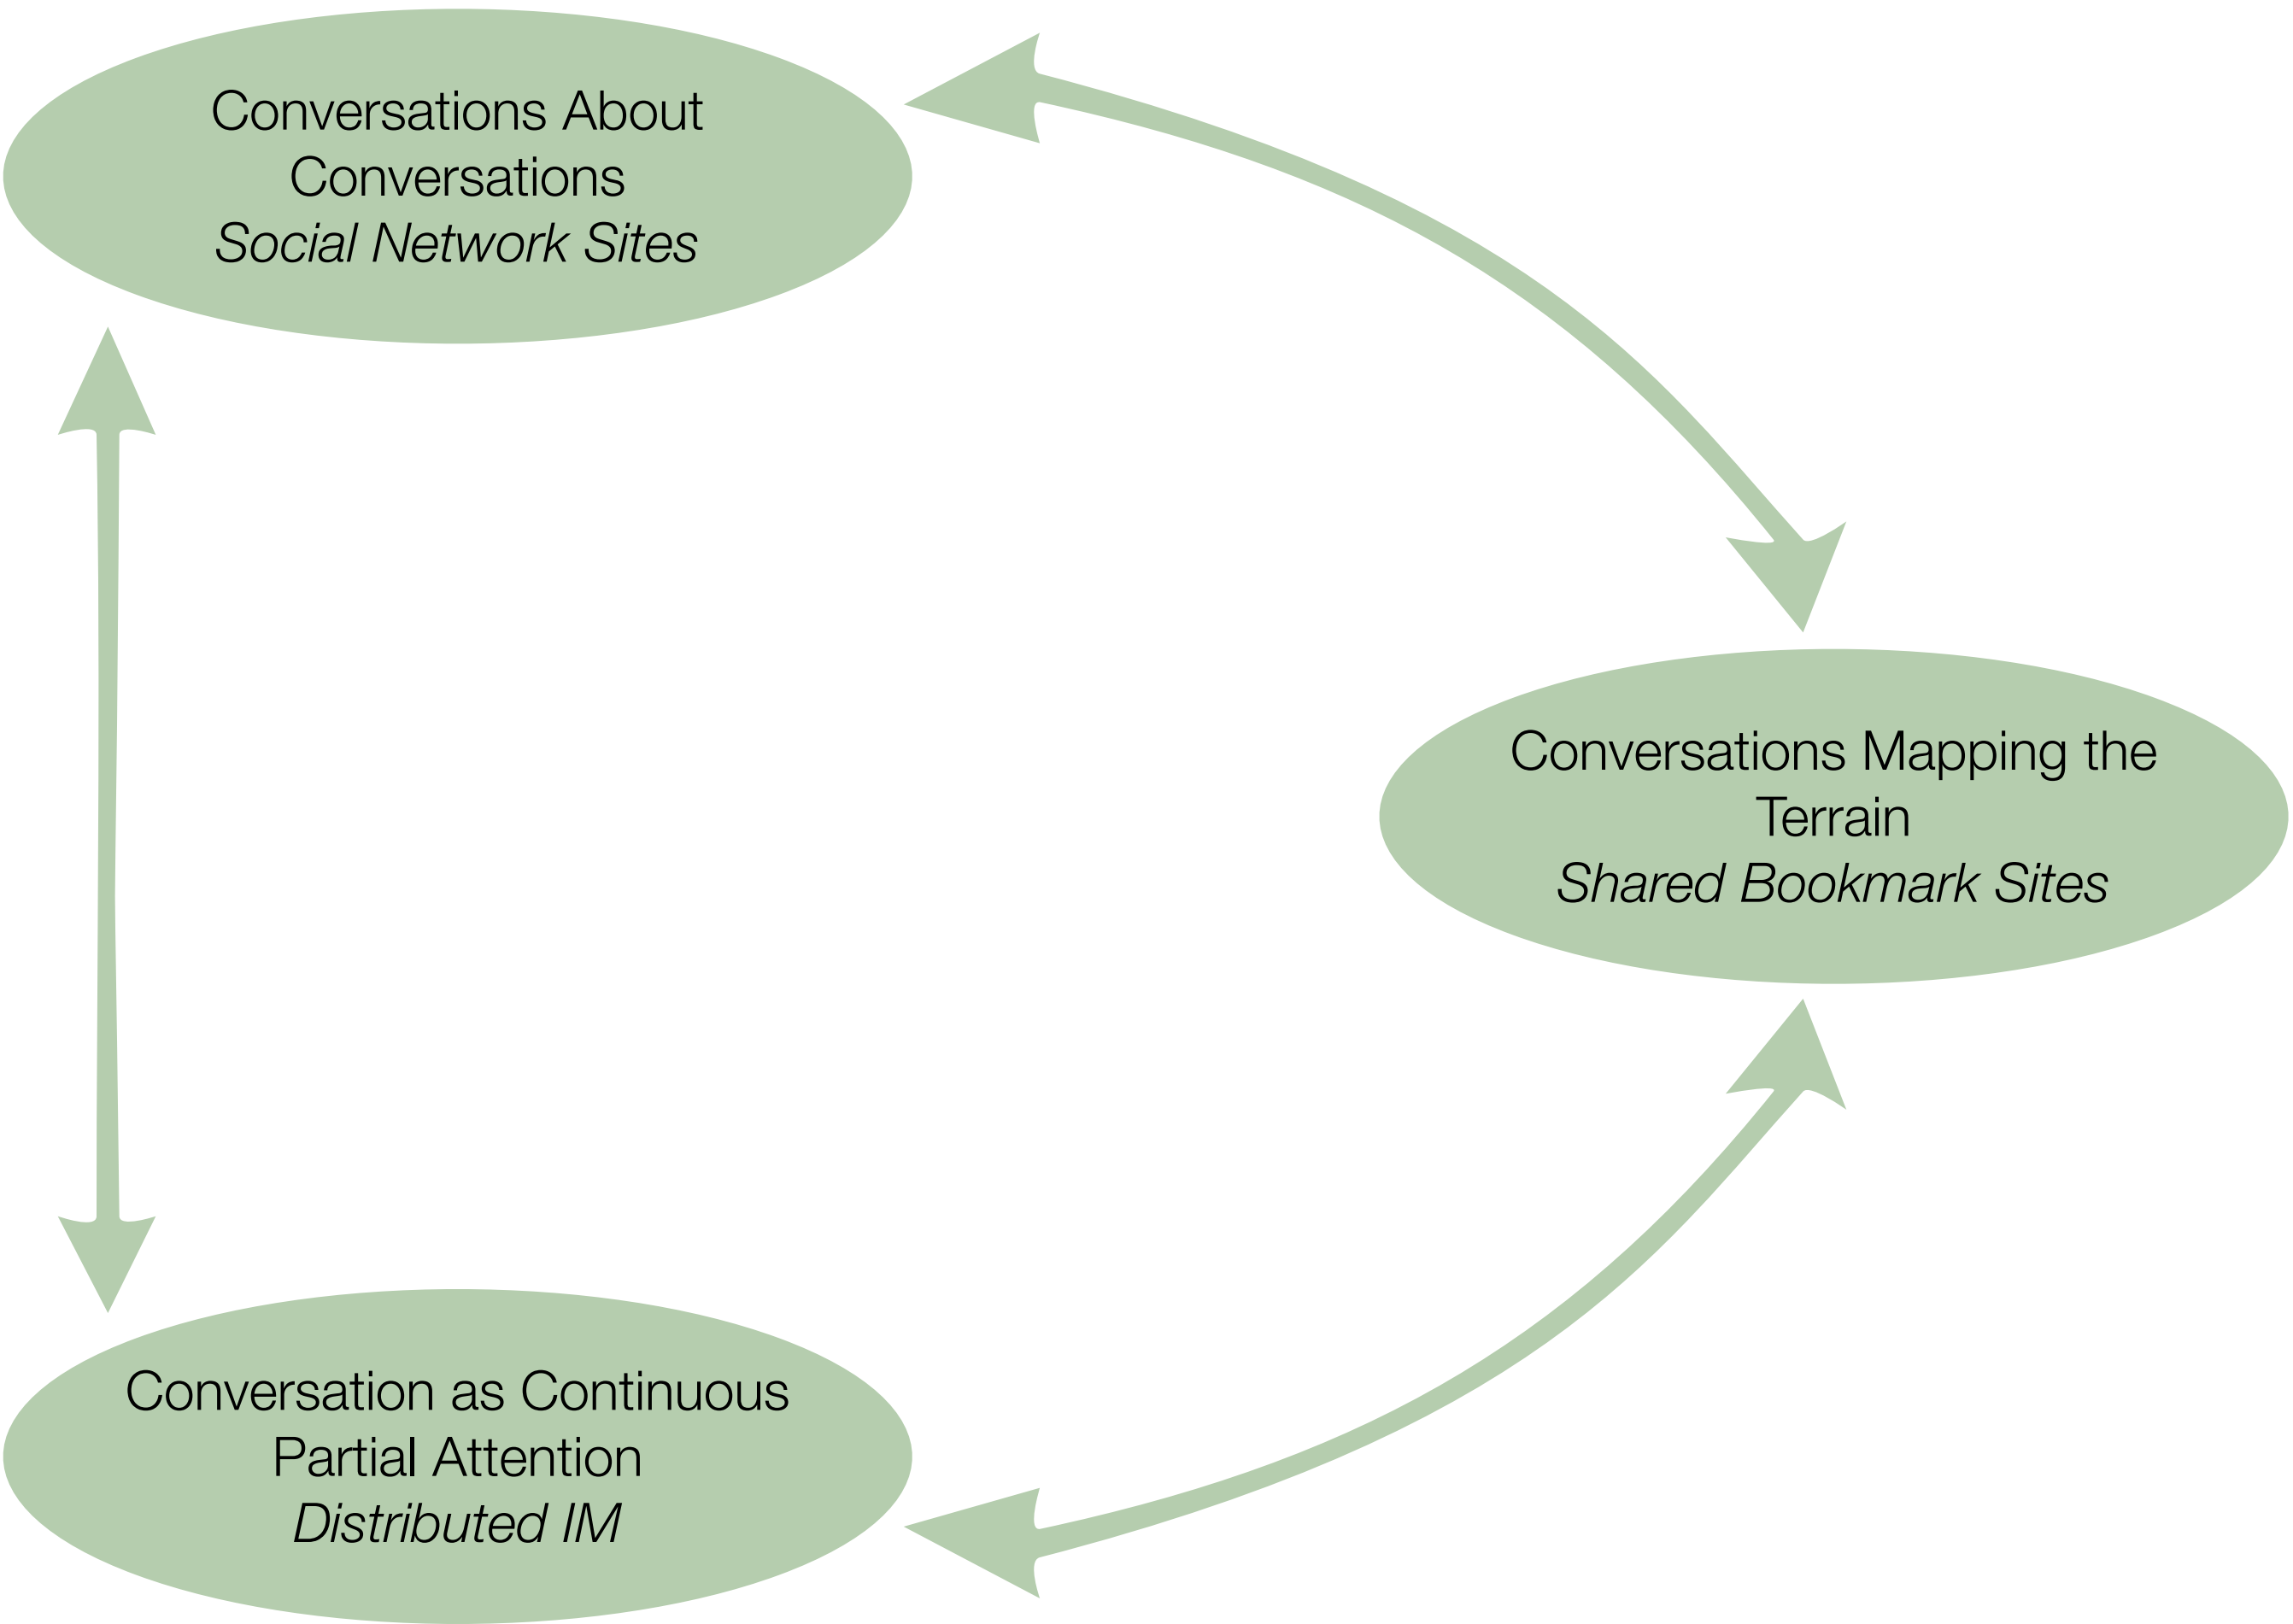 Conversations About
Conversations
Social Network Sites
Conversations Mapping the
Terrain
Shared Bookmark Sites
Conversation as Continuous
Partial Attention
Distributed IM